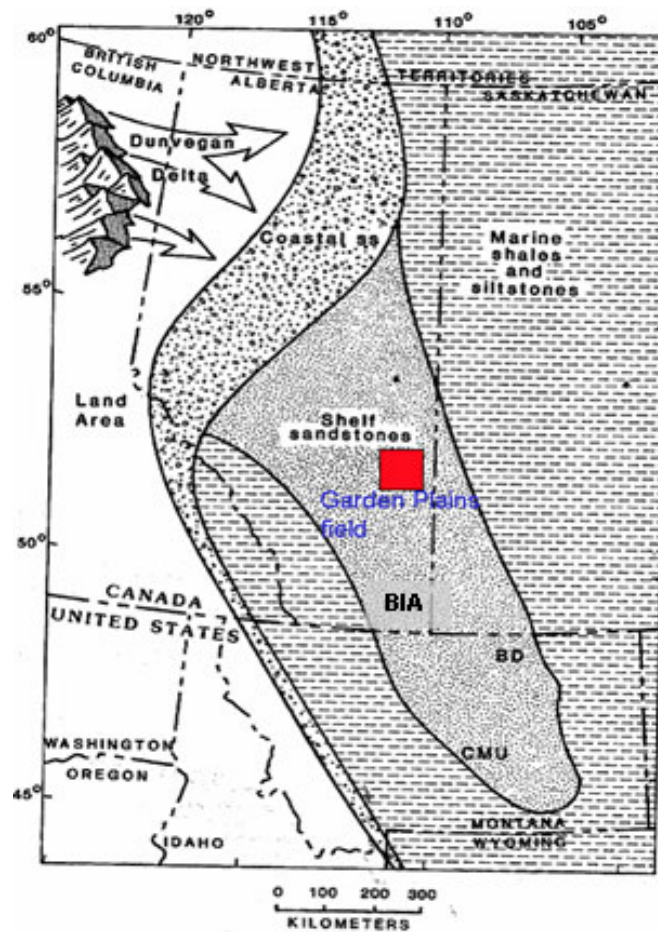 120°
115°
110°
105°
60°
BRITISH
COLUMBIA
NORTHWEST
TERRITORIES
ALBERTA
SASKATCHEWAN
Dunvegan
Delta
Coastal ss
Marine
shales
and
siltstones
55°
Land
Area
Shelf
sandstones
Garden Plains
field
50°
CANADA
UNITED STATES
BIA
BD
CMU
WASHINGTON
OREGON
45°
IDAHO
MONTANA
WYOMING
0 100 200 300
KILOMETERS